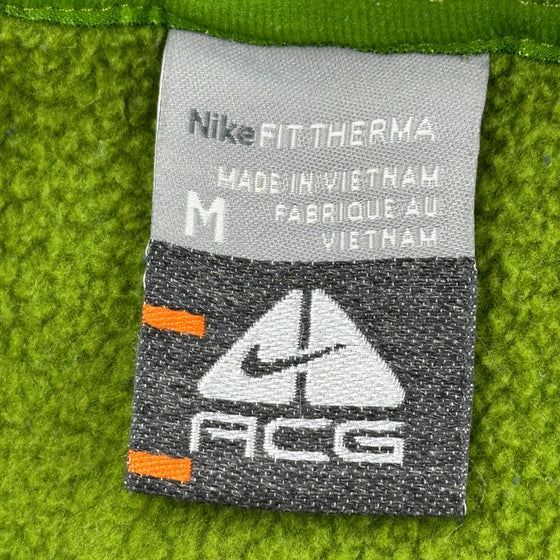 NikeFIT THERMA
MADE IN VIETNAM
M
FABRIQUE AU
VIETNAM
ACG